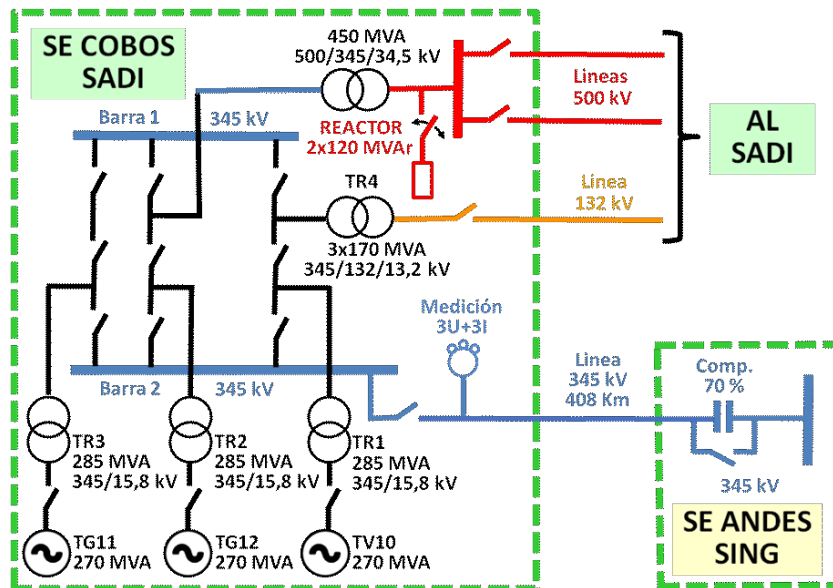 SE COBOS
SADI
450 MVA
500/345/34,5 kV
Barra 1
345 kV
REACTOR
2x120 MVAr
Lineas
500 kV
AL
SADI
TR4
3x170 MVA
345/132/13,2 kV
Linea
132 kV
Medición
3U+3I
Barra 2
345 kV
Linea
345 kV
408 Km
Comp.
70 %
345 kV
TR3
285 MVA
345/15,8 kV
TR2
285 MVA
345/15,8 kV
TR1
285 MVA
345/15,8 kV
TG11
270 MVA
TG12
270 MVA
TV10
270 MVA
SE ANDES
SING